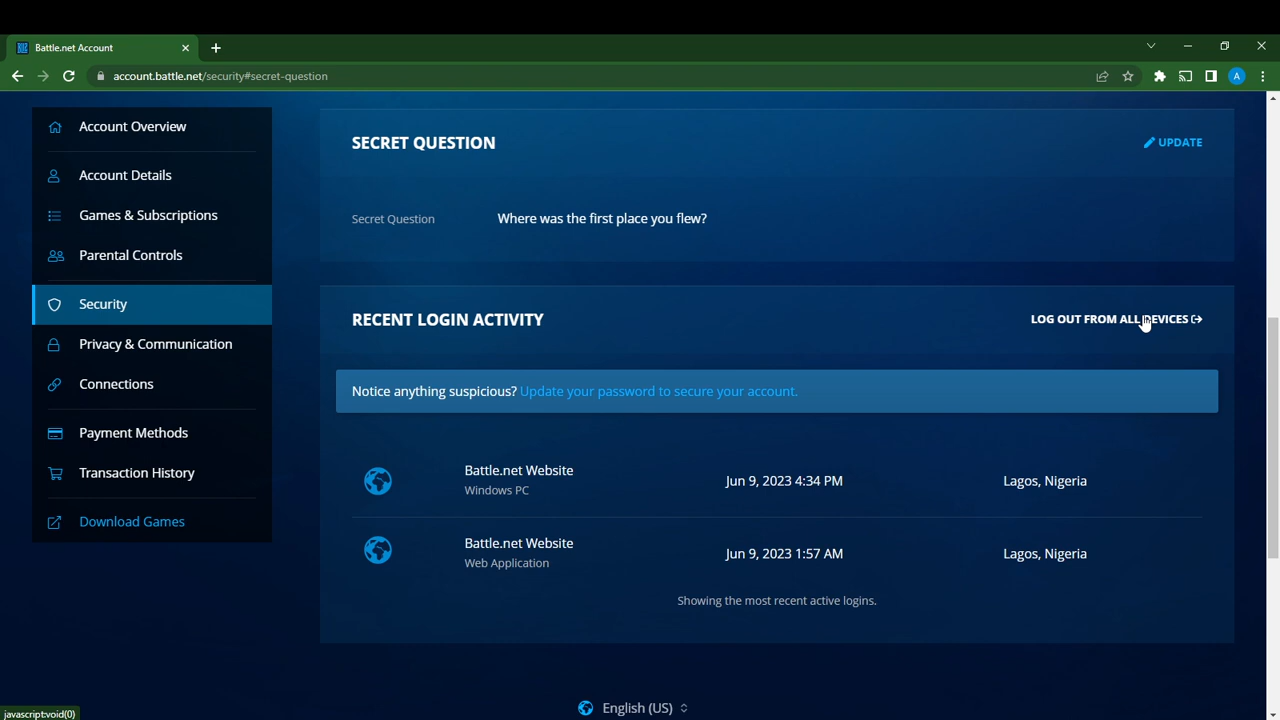 Battle.net Account
account.battle.net/security#secret-question
A
Account Overview
Account Details
Games & Subscriptions
Parental Controls
Security
Privacy & Communication
Connections
Payment Methods
Transaction History
Download Games
SECRET QUESTION
UPDATE
Secret Question Where was the first place you flew?
RECENT LOGIN ACTIVITY
LOG OUT FROM ALL DEVICES
Notice anything suspicious? Update your password to secure your account.
Battle.net Website
Windows PC
Jun 9, 2023 4:34 PM
Lagos, Nigeria
Battle.net Website
Web Application
Jun 9, 2023 1:57 AM
Lagos, Nigeria
Showing the most recent active logins.
English (US)
javascript:void(0)